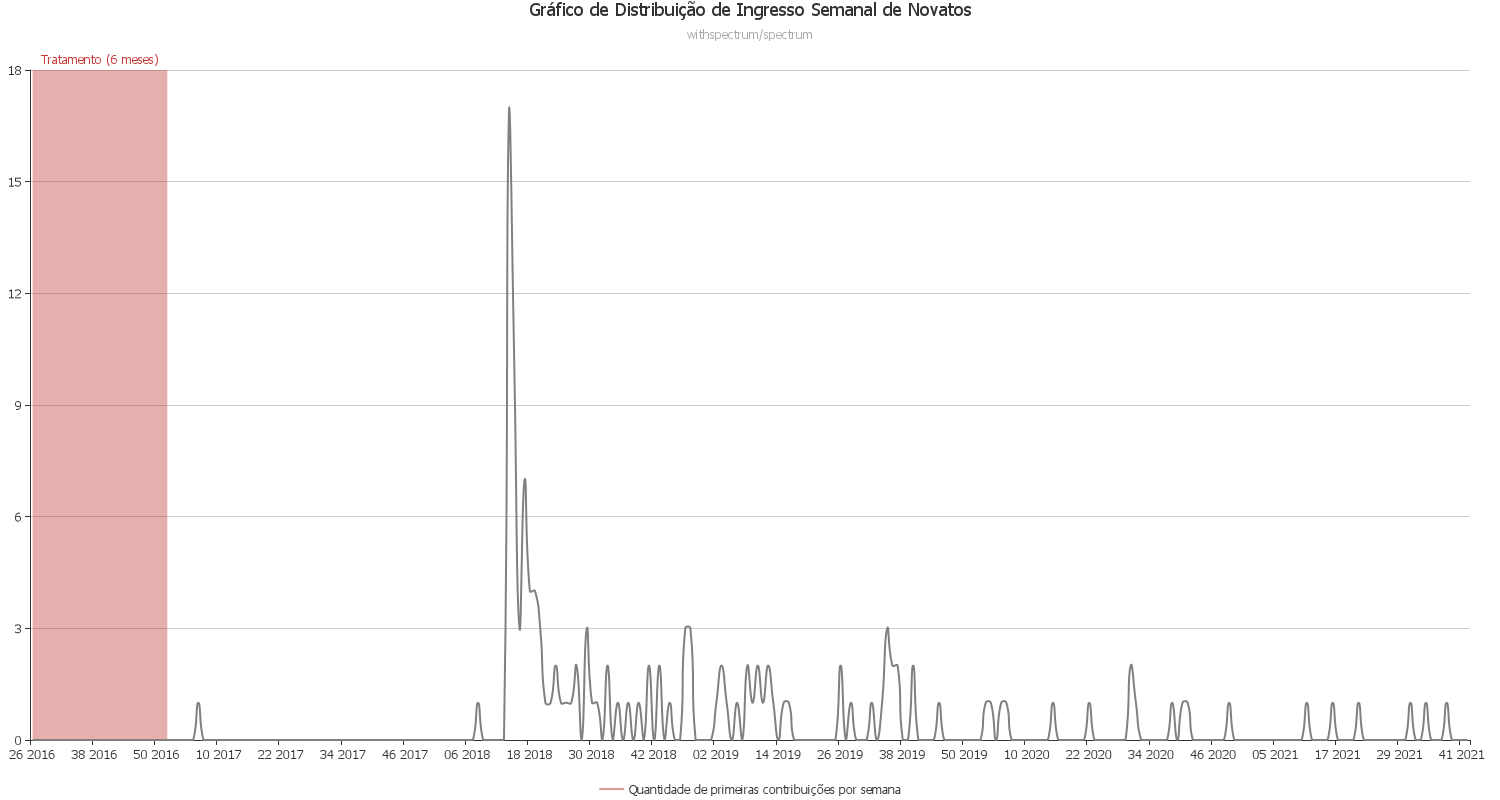 Gráfico de Distribuição de Ingresso Semanal de Novatos
withspectrum/spectrum
Tratamento (6 meses)
18
15
12
9
6
3
0
26 2016 38 2016 50 2016 10 2017 22 2017 34 2017 46 2017 06 2018 18 2018 30 2018 42 2018 02 2019 14 2019 26 2019 38 2019 50 2019 10 2020 22 2020 34 2020 46 2020 05 2021 17 2021 29 2021 41 2021
Quantidade de primeiras contribuições por semana